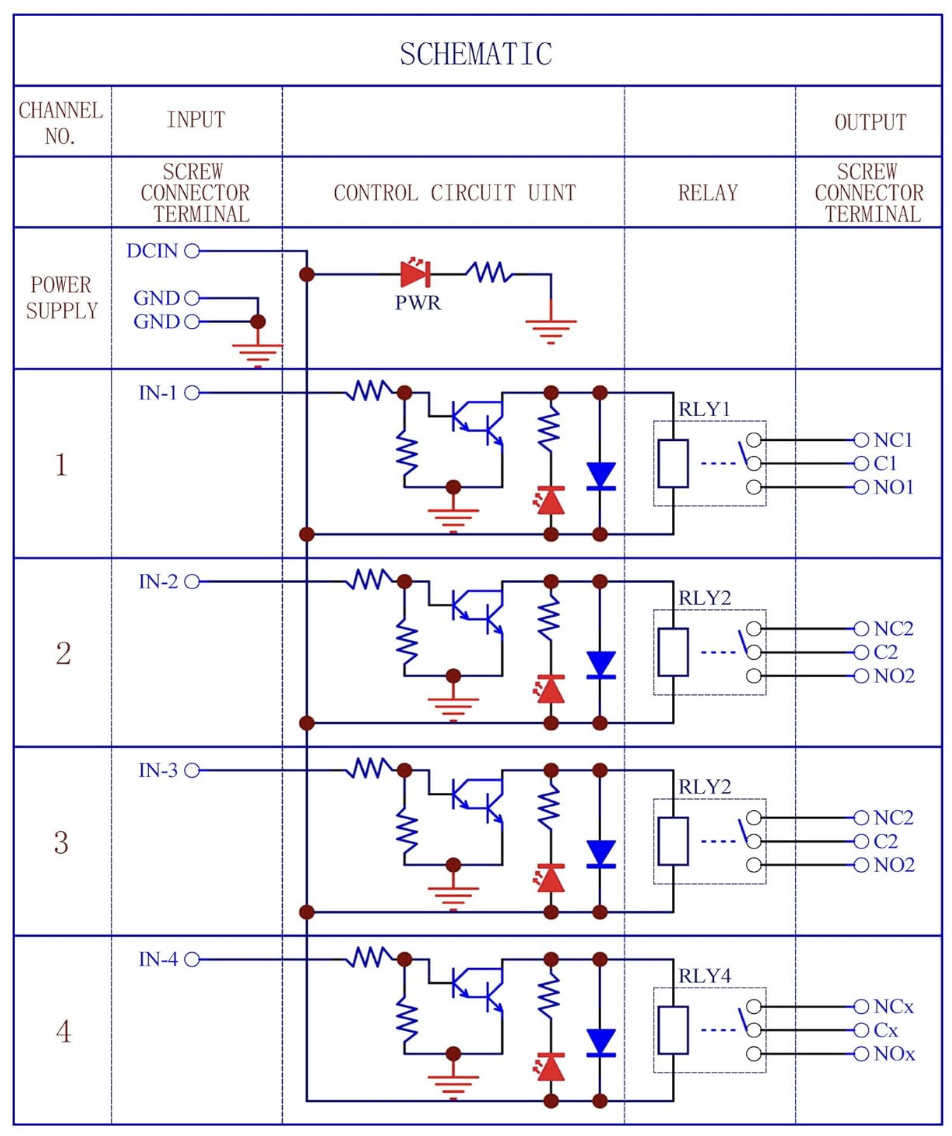 SCHEMATIC
CHANNEL NO.
INPUT
OUTPUT
SCREW CONNECTOR TERMINAL
CONTROL CIRCUIT UINT
RELAY
SCREW CONNECTOR TERMINAL
POWER SUPPLY
DCIN
GND
GND
PWR
1
IN-1
RLY1
NC1
C1
NO1
2
IN-2
RLY2
NC2
C2
NO2
3
IN-3
RLY2
NC2
C2
NO2
4
IN-4
RLY4
NCx
Cx
NOx